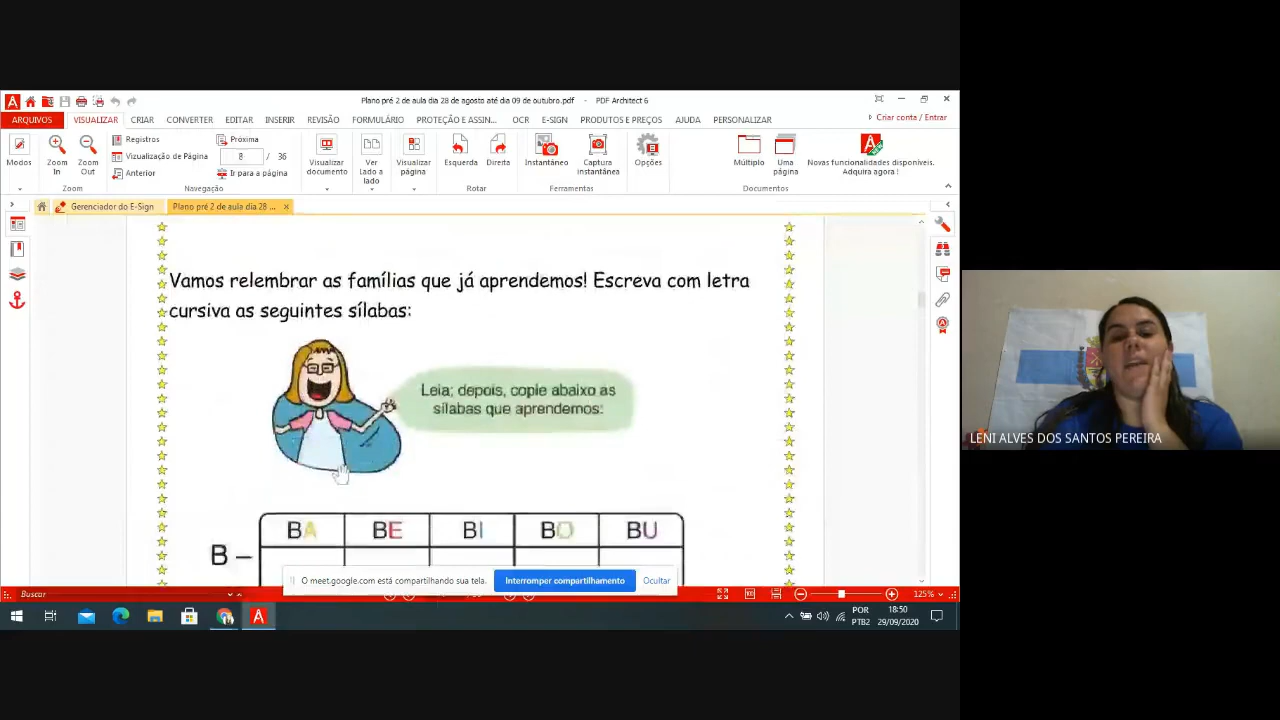 Plano pré 2 de aula dia 28 de agosto até dia 09 de outubro.pdf - PDF Architect 6
ARQUIVOS VISUALIZAR CRIAR CONVERTER EDITAR INSERIR REVISÃO FORMULÁRIO PROTEÇÃO E ASSIN... OCR E-SIGN PRODUTOS E PREÇOS AJUDA PERSONALIZAR Criar conta / Entrar
Modos
Zoom In
Zoom Out
Zoom
Registros
Vizualização de Página
Anterior
Próxima
8 / 36
Ir para a página
Navegação
Visualizar documento
Ver Lado a lado
Visualizar página
Esquerda
Direita
Rotar
Instantâneo
Captura instantânea
Ferramentas
Opções
Múltiplo
Uma página
Documentos
Novas funcionalidades disponíveis. Adquira agora !
Gerenciador do E-Sign
Plano pré 2 de aula dia 28 ... ×
Vamos relembrar as famílias que já aprendemos! Escreva com letra
cursiva as seguintes sílabas:
Leia; depois, copie abaixo as
sílabas que aprendemos:
BA BE BI BO BU
B –
O meet.google.com está compartilhando sua tela. Interromper compartilhamento Ocultar
Buscar
125%
POR
PTB2
18:50
29/09/2020
LENI ALVES DOS SANTOS PEREIRA